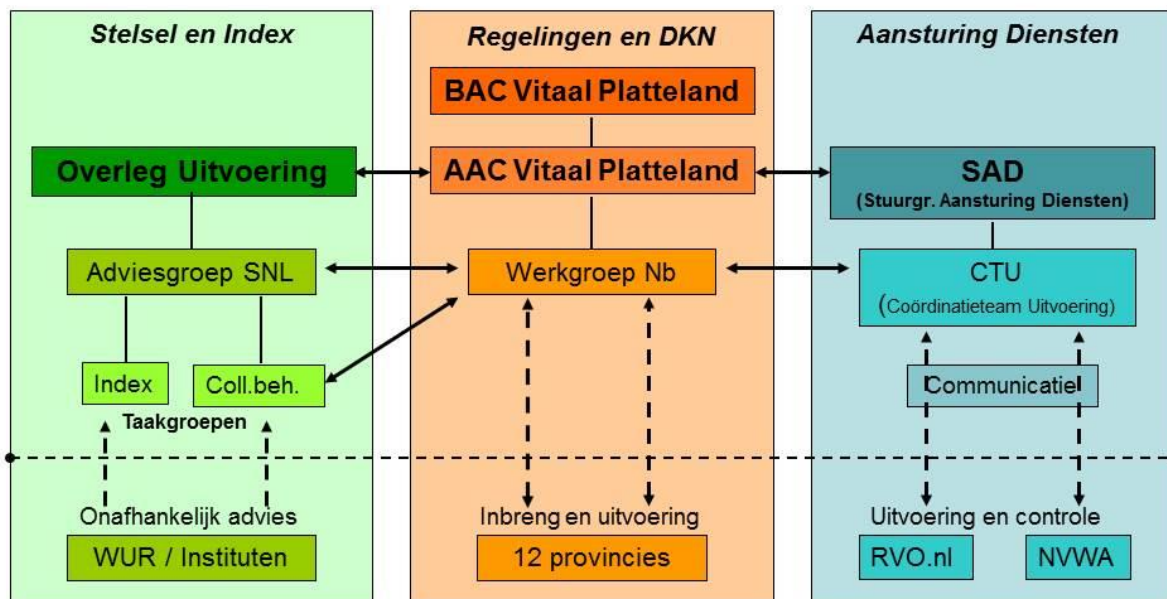 Stelsel en Index
Overleg Uitvoering
Adviesgroep SNL
Index
Coll.beh.
Taakgroepen
Onafhankelijk advies
WUR / Instituten
Regelingen en DKN
BAC Vitaal Platteland
AAC Vitaal Platteland
Werkgroep Nb
Inbreng en uitvoering
12 provincies
Aansturing Diensten
SAD
(Stuurgr. Aansturing Diensten)
CTU
(Coördinatieteam Uitvoering)
Communicatie
Uitvoering en controle
RVO.nl
NVWA